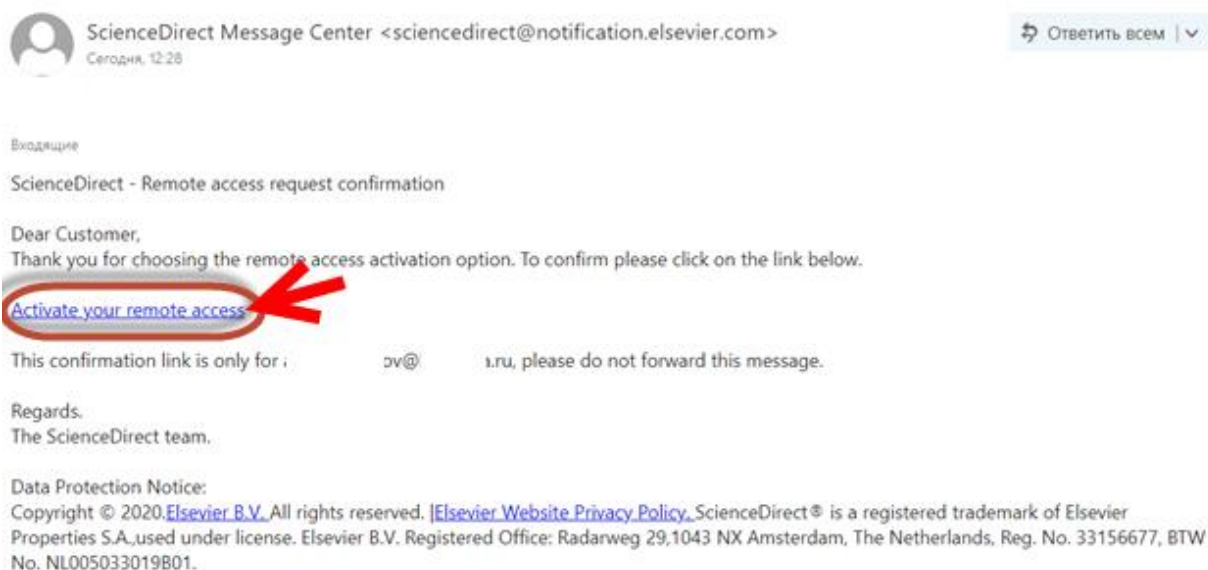 ScienceDirect Message Center <sciencedirect@notification.elsevier.com>
Ответить всем
Сегодня, 12:28
Входящие
ScienceDirect - Remote access request confirmation
Dear Customer,
Thank you for choosing the remote access activation option. To confirm please click on the link below.
Activate your remote access
This confirmation link is only for ov@ .ru, please do not forward this message.
Regards.
The ScienceDirect team.
Data Protection Notice:
Copyright © 2020.Elsevier B.V. All rights reserved. |Elsevier Website Privacy Policy. ScienceDirect® is a registered trademark of Elsevier
Properties S.A.,used under license. Elsevier B.V. Registered Office: Radarweg 29,1043 NX Amsterdam, The Netherlands, Reg. No. 33156677, BTW
No. NL005033019B01.